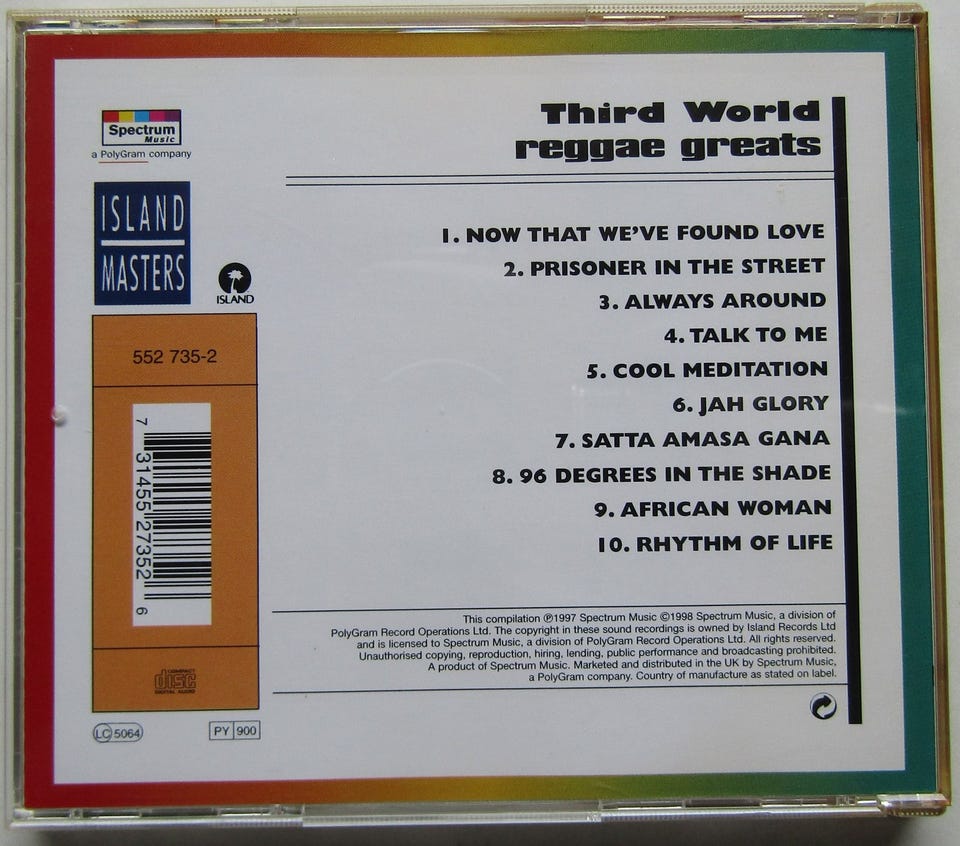 Spectrum
Music
a PolyGram company
ISLAND
MASTERS
ISLAND
552 735-2
7 31455 27352 6
COMPACT
disc
DIGITAL AUDIO
LC 5064
PY 900
Third World
reggae greats
1. NOW THAT WE'VE FOUND LOVE
2. PRISONER IN THE STREET
3. ALWAYS AROUND
4. TALK TO ME
5. COOL MEDITATION
6. JAH GLORY
7. SATTA AMASA GANA
8. 96 DEGREES IN THE SHADE
9. AFRICAN WOMAN
10. RHYTHM OF LIFE
This compilation ℗1997 Spectrum Music ©1998 Spectrum Music, a division of
PolyGram Record Operations Ltd. The copyright in these sound recordings is owned by Island Records Ltd
and is licensed to Spectrum Music, a division of PolyGram Record Operations Ltd. All rights reserved.
Unauthorised copying, reproduction, hiring, lending, public performance and broadcasting prohibited.
A product of Spectrum Music. Marketed and distributed in the UK by Spectrum Music,
a PolyGram company. Country of manufacture as stated on label.